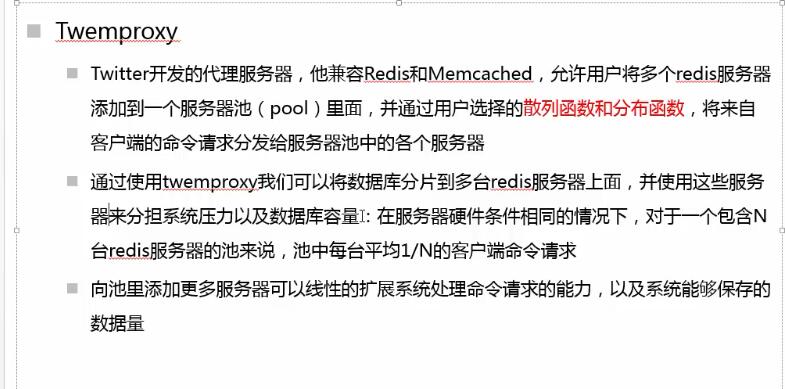 Twemproxy
Twitter开发的代理服务器，他兼容Redis和Memcached，允许用户将多个redis服务器
添加到一个服务器池（pool）里面，并通过用户选择的散列函数和分布函数，将来自
客户端的命令请求分发给服务器池中的各个服务器
通过使用twemproxy我们可以将数据库分片到多台redis服务器上面，并使用这些服务
器来分担系统压力以及数据库容量：在服务器硬件条件相同的情况下，对于一个包含N
台redis服务器的池来说，池中每台平均1/N的客户端命令请求
向池里添加更多服务器可以线性的扩展系统处理命令请求的能力，以及系统能够保存的
数据量